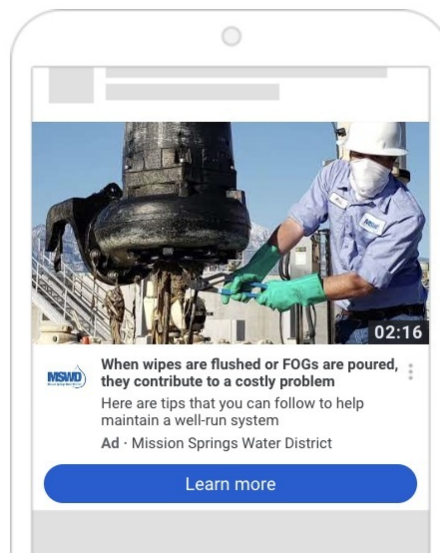 02:16
MSWD
When wipes are flushed or FOGs are poured,
they contribute to a costly problem
Here are tips that you can follow to help
maintain a well-run system
Ad · Mission Springs Water District
Learn more